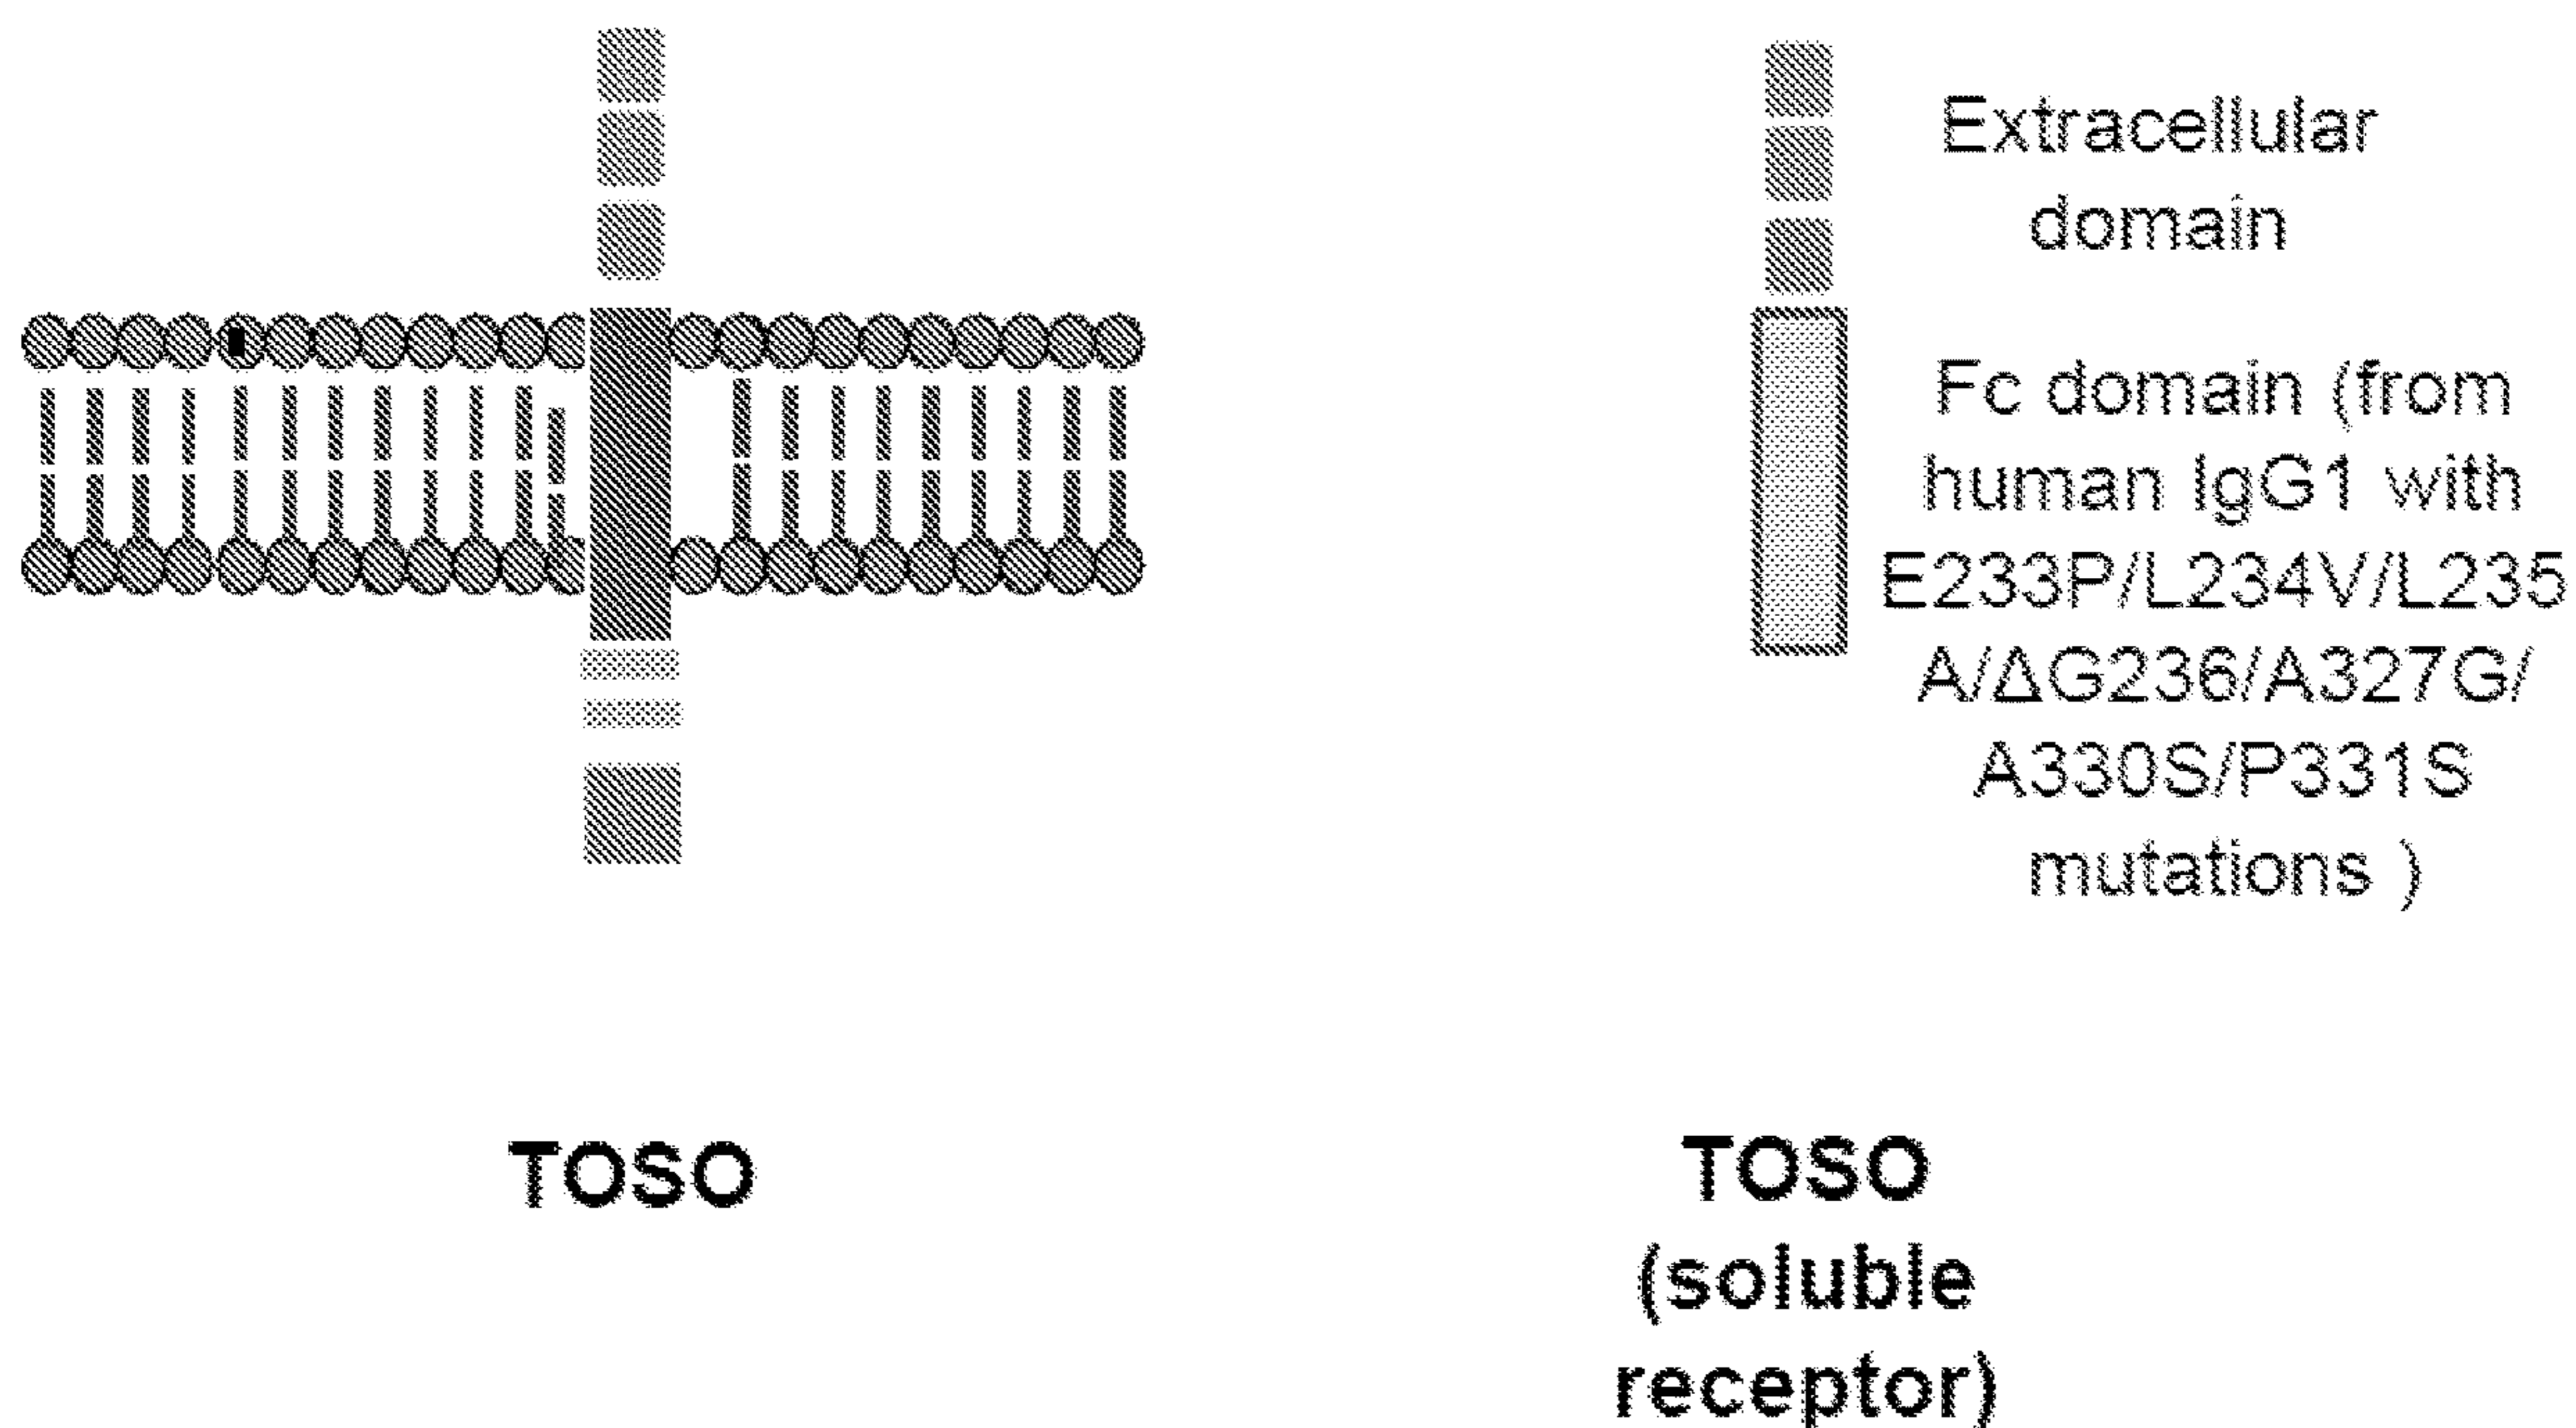 Extracellular
domain
Fc domain (from
human IgG1 with
E233P/L234V/L235
A/ΔG236/A327G/
A330S/P331S
mutations )
TOSO
TOSO
(soluble
receptor)